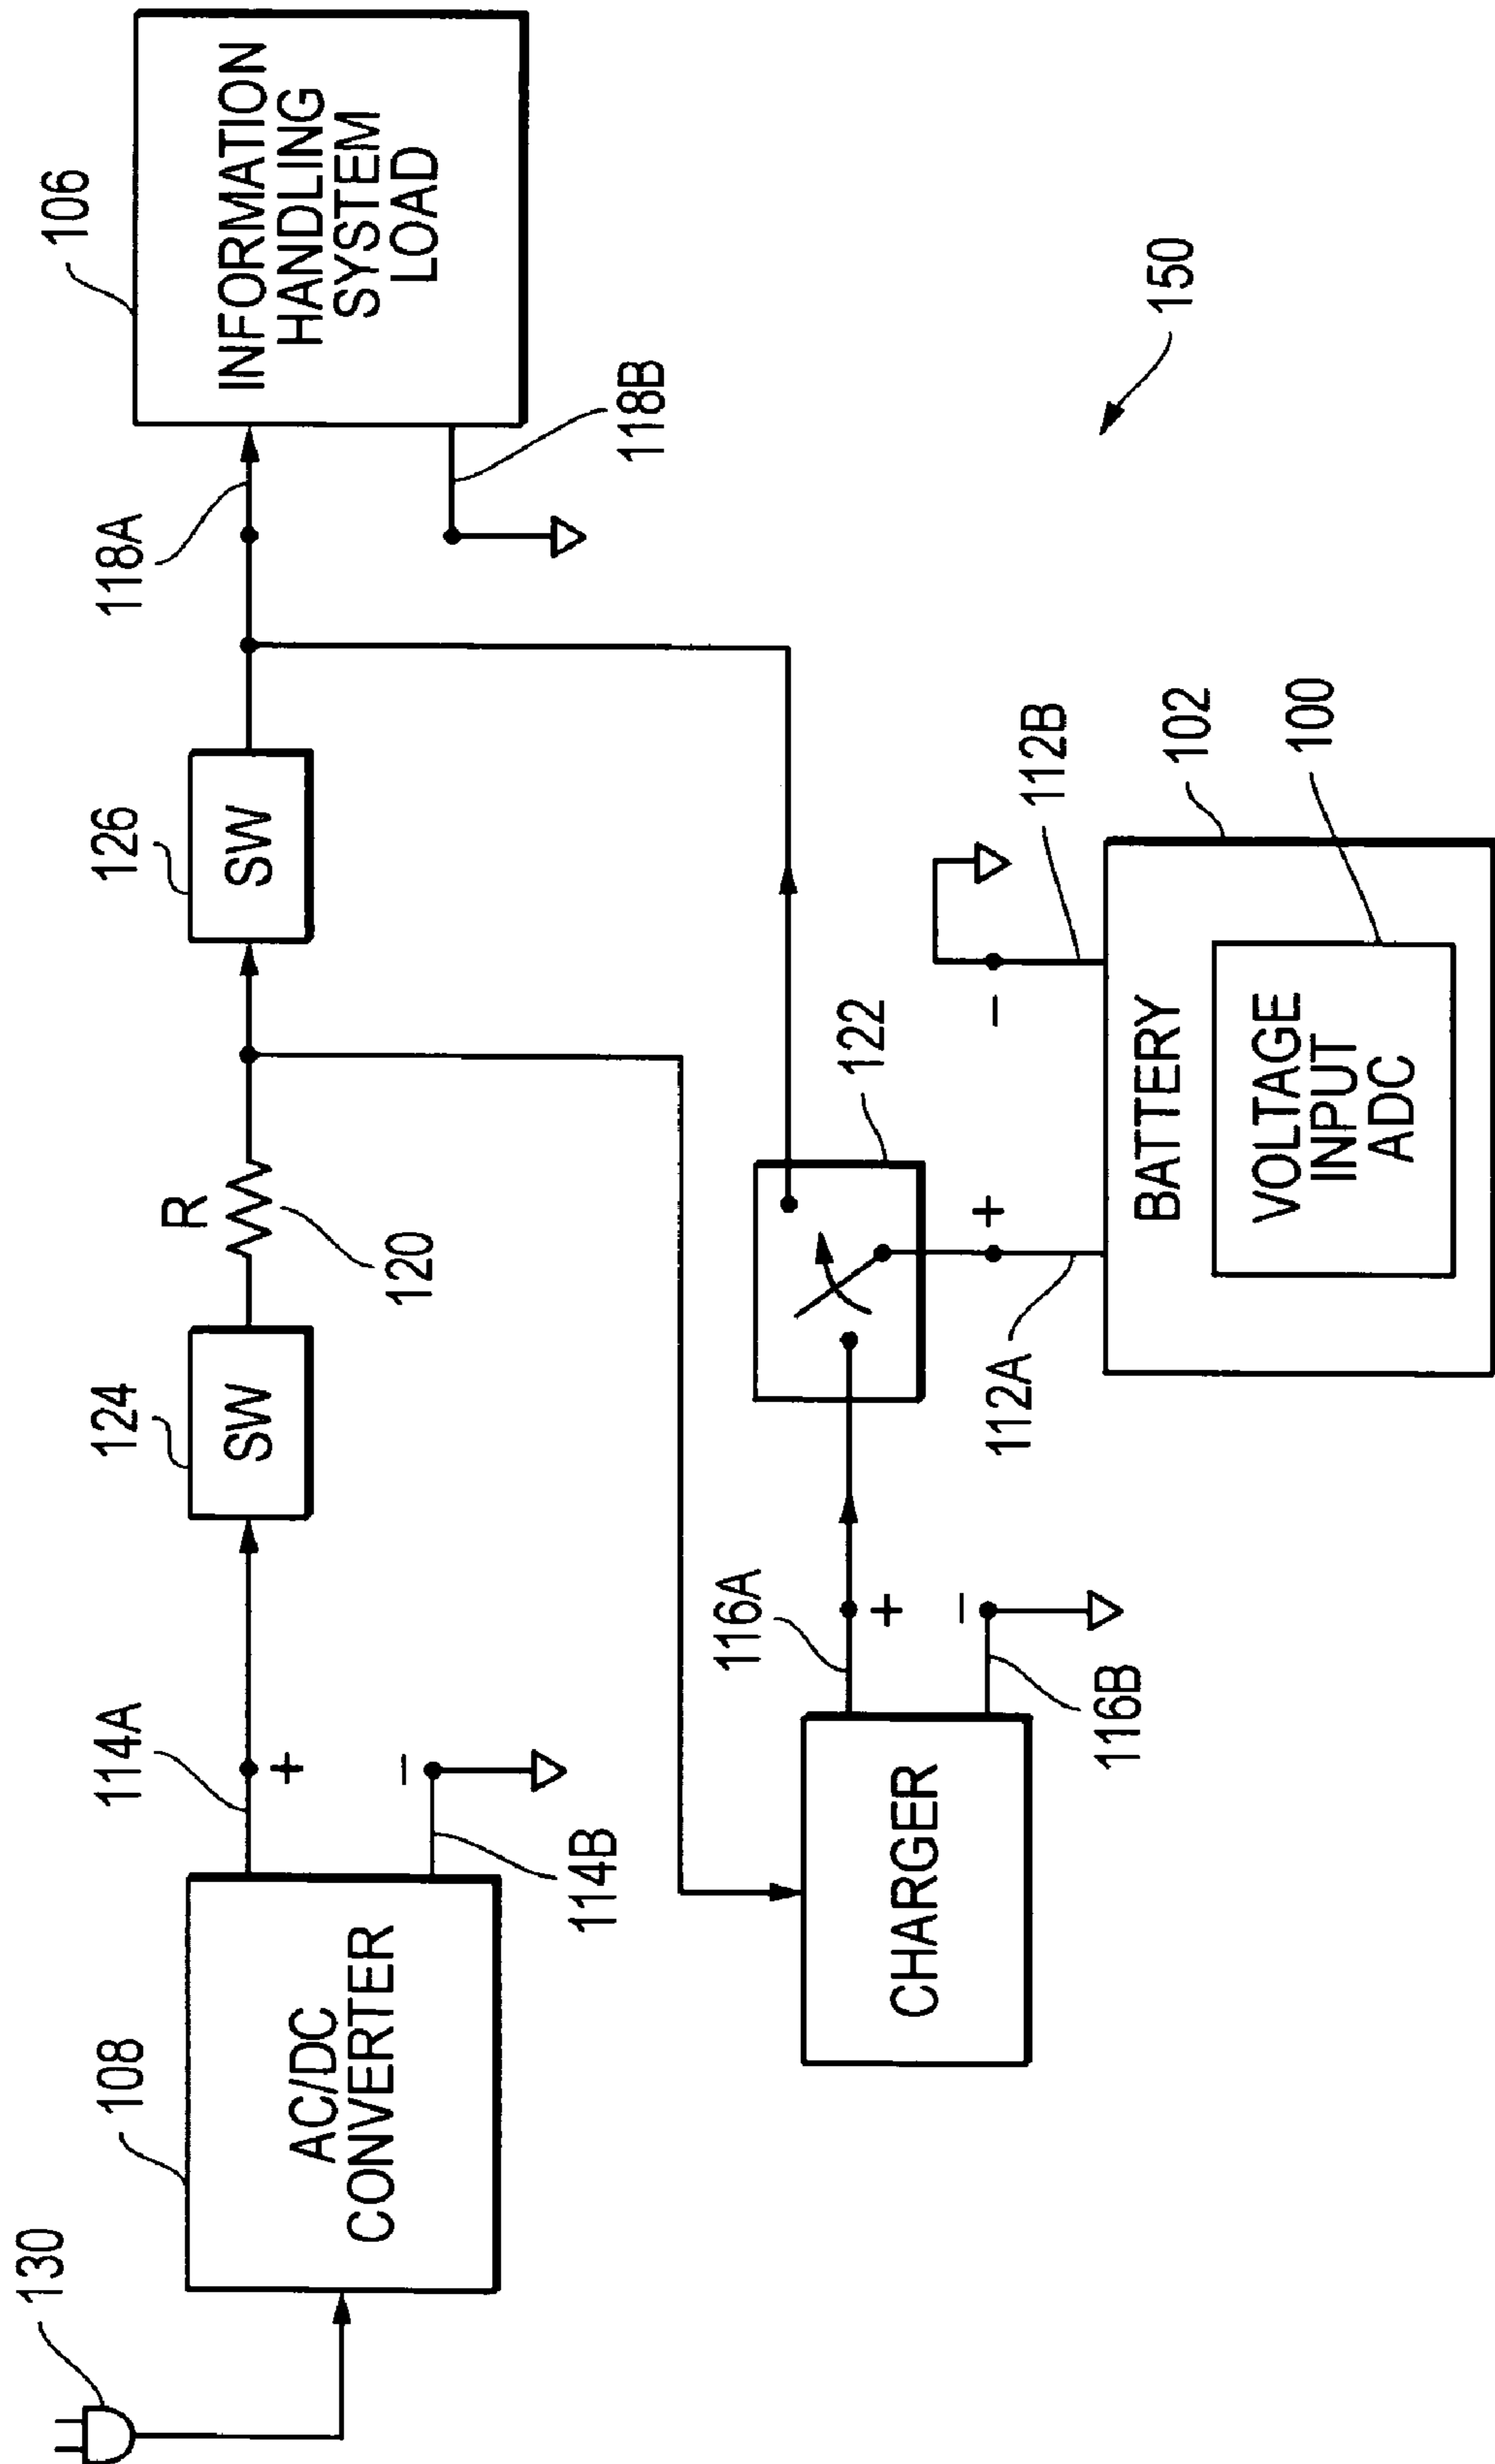 130
108
AC/DC
CONVERTER
114A
+
−
114B
124
SW
R
120
126
SW
118A
118B
106
INFORMATION
HANDLING
SYSTEM
LOAD
CHARGER
116A
+
−
116B
122
112A
+
−
112B
BATTERY
VOLTAGE
INPUT
ADC
102
100
150